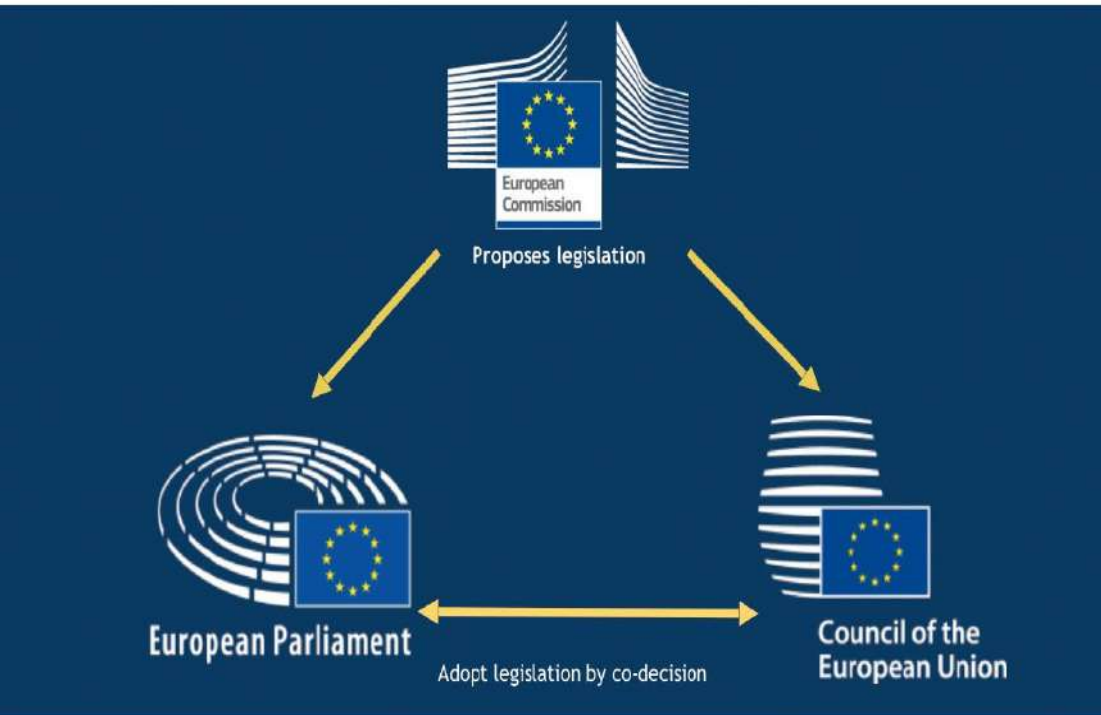 European
Commission
Proposes legislation
European Parliament
Council of the
European Union
Adopt legislation by co-decision